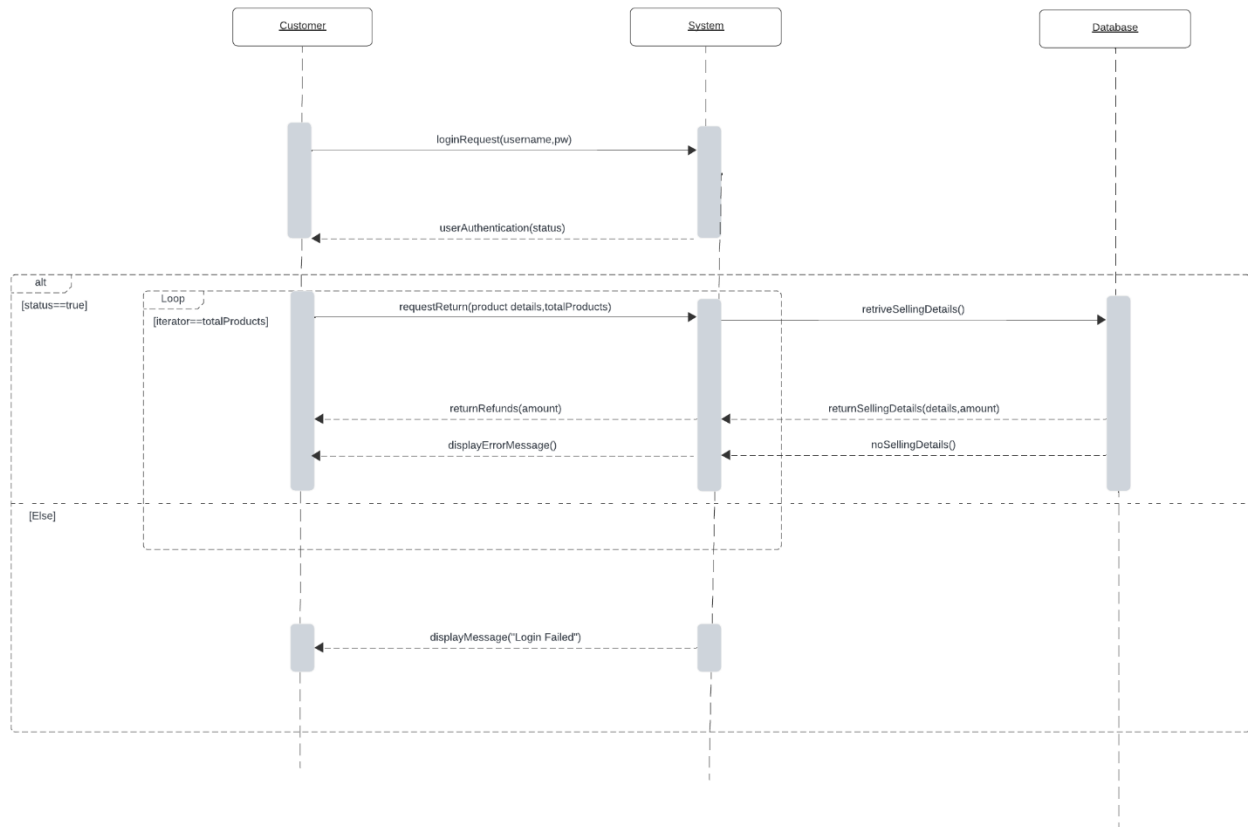 Customer
System
Database
loginRequest(username,pw)
userAuthentication(status)
alt
[status==true]
Loop
[iterator==totalProducts]
requestReturn(product details,totalProducts)
retriveSellingDetails()
returnRefunds(amount)
returnSellingDetails(details,amount)
displayErrorMessage()
noSellingDetails()
[Else]
displayMessage("Login Failed")